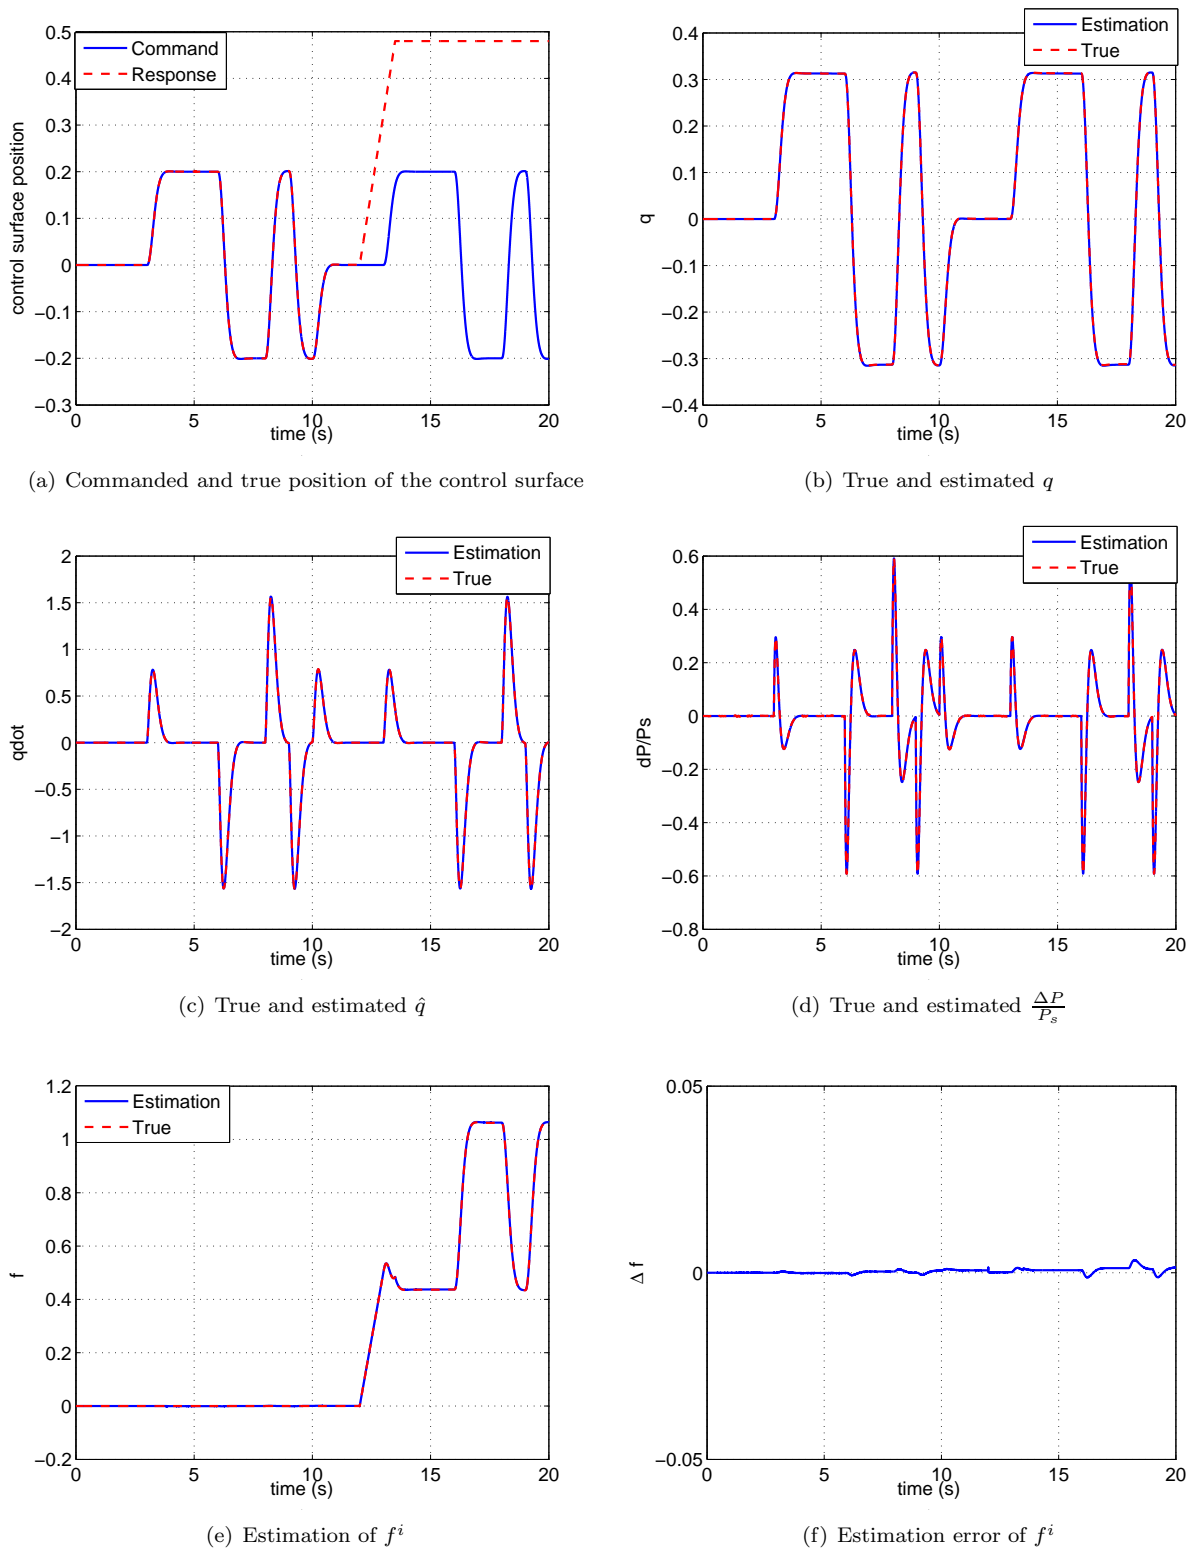 0.5
0.4
0.3
0.2
0.1
0
−0.1
−0.2
−0.3
0
5
10
15
20
control surface position
time (s)
Command
Response
(a) Commanded and true position of the control surface
0.4
0.3
0.2
0.1
0
−0.1
−0.2
−0.3
−0.4
0
5
10
15
20
q
time (s)
Estimation
True
(b) True and estimated q
2
1.5
1
0.5
0
−0.5
−1
−1.5
−2
0
5
10
15
20
qdot
time (s)
Estimation
True
(c) True and estimated q̂
0.6
0.4
0.2
0
−0.2
−0.4
−0.6
−0.8
0
5
10
15
20
dP/Ps
time (s)
Estimation
True
(d) True and estimated ΔP/P_s
1.2
1
0.8
0.6
0.4
0.2
0
−0.2
0
5
10
15
20
f
time (s)
Estimation
True
(e) Estimation of f^i
0.05
0
−0.05
0
5
10
15
20
Δ f
time (s)
(f) Estimation error of f^i